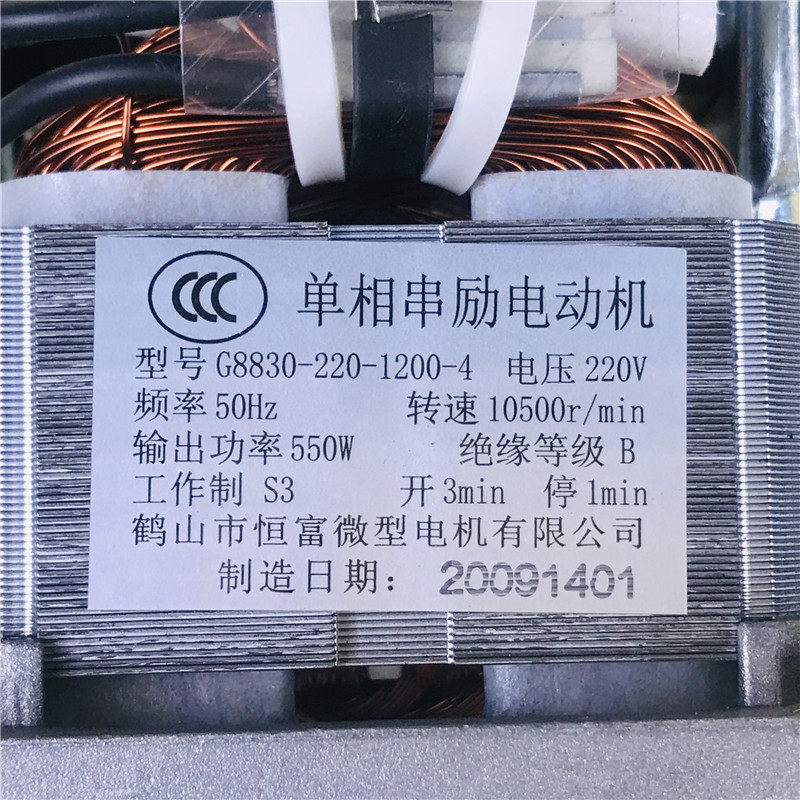 CCC 单相串励电动机
型号 G8830-220-1200-4 电压 220V
频率 50Hz 转速 10500r/min
输出功率 550W 绝缘等级 B
工作制 S3 开 3min 停 1min
鹤山市恒富微型电机有限公司
制造日期：20091401